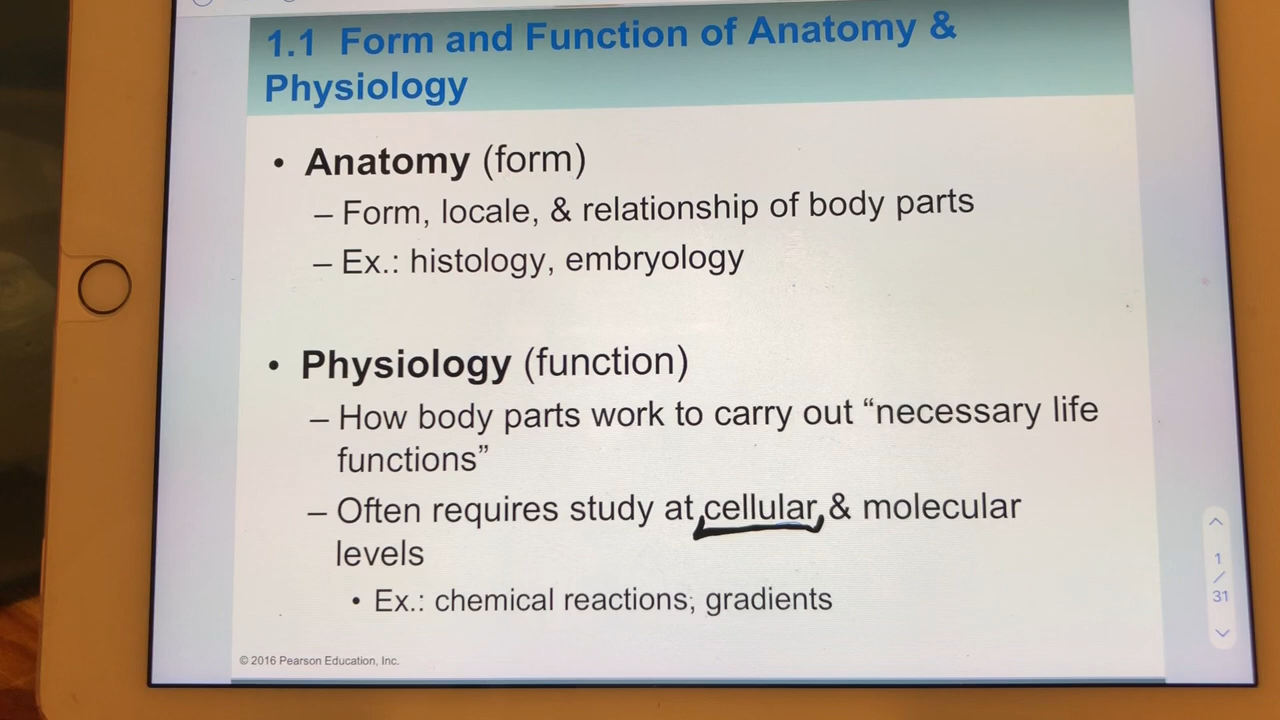 1.1 Form and Function of Anatomy &
Physiology
• Anatomy (form)
– Form, locale, & relationship of body parts
– Ex.: histology, embryology
• Physiology (function)
– How body parts work to carry out “necessary life
functions”
– Often requires study at cellular & molecular
levels
• Ex.: chemical reactions, gradients
1
/
31
© 2016 Pearson Education, Inc.